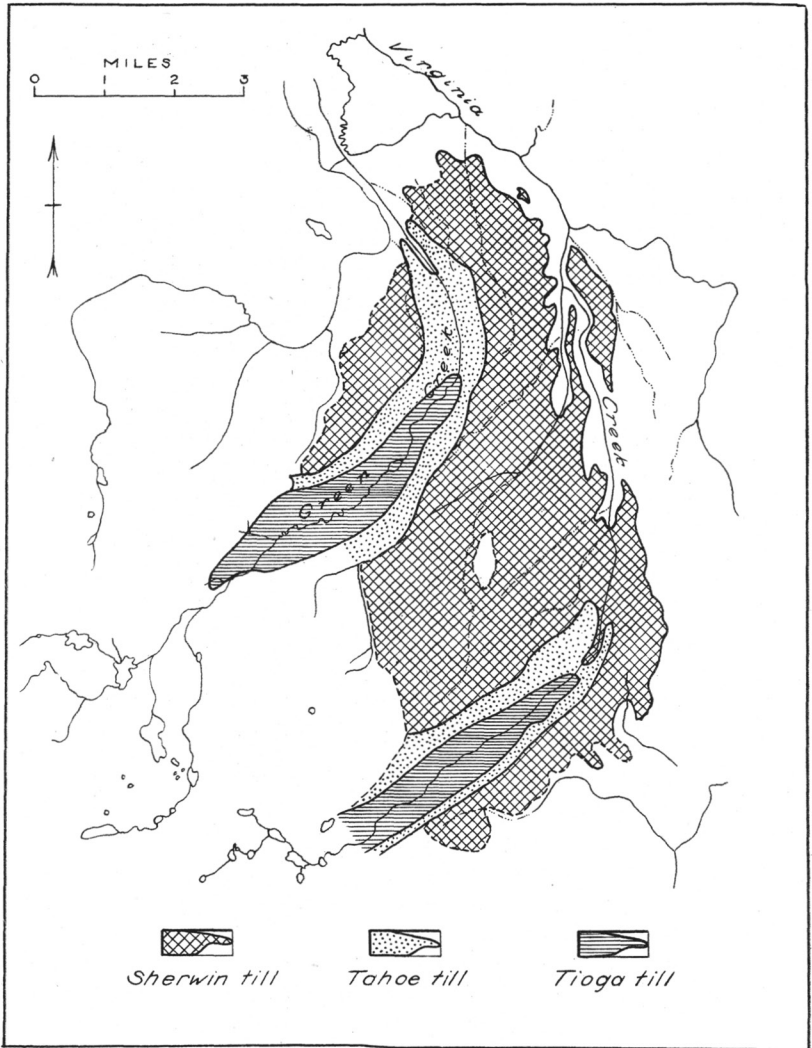 MILES
0 1 2 3
Virginia
Creek
Creek
Green
Sherwin till
Tahoe till
Tioga till